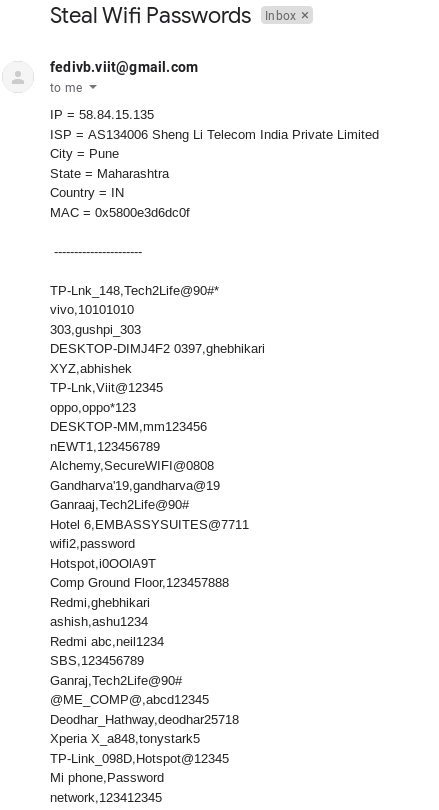 Steal Wifi Passwords Inbox ×
fedivb.viit@gmail.com
to me
IP = 58.84.15.135
ISP = AS134006 Sheng Li Telecom India Private Limited
City = Pune
State = Maharashtra
Country = IN
MAC = 0x5800e3d6dc0f
----------------------
TP-Lnk_148,Tech2Life@90#*
vivo,10101010
303,gushpi_303
DESKTOP-DIMJ4F2 0397,ghebhikari
XYZ,abhishek
TP-Lnk,Viit@12345
oppo,oppo*123
DESKTOP-MM,mm123456
nEWT1,123456789
Alchemy,SecureWIFI@0808
Gandharva'19,gandharva@19
Ganraaj,Tech2Life@90#
Hotel 6,EMBASSYSUITES@7711
wifi2,password
Hotspot,i0OOlA9T
Comp Ground Floor,123457888
Redmi,ghebhikari
ashish,ashu1234
Redmi abc,neil1234
SBS,123456789
Ganraj,Tech2Life@90#
@ME_COMP@,abcd12345
Deodhar_Hathway,deodhar25718
Xperia X_a848,tonystark5
TP-Link_098D,Hotspot@12345
Mi phone,Password
network,123412345